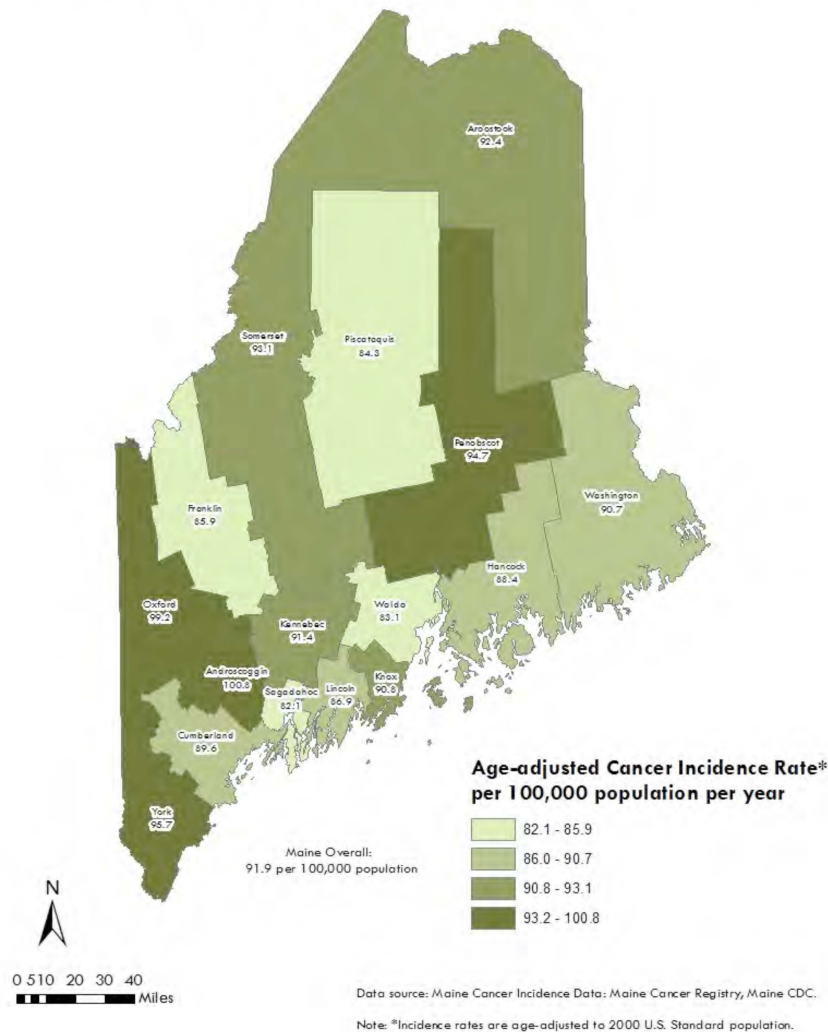 Aroostook
92.4
Somerset
93.1
Piscataquis
84.3
Penobscot
94.7
Washington
90.7
Franklin
85.9
Hancock
88.4
Oxford
99.2
Waldo
83.1
Kennebec
91.4
Androscoggin
100.8
Knox
90.8
Lincoln
86.9
Sagadahoc
82.1
Cumberland
89.6
York
95.7
Age-adjusted Cancer Incidence Rate*
per 100,000 population per year
82.1 - 85.9
86.0 - 90.7
90.8 - 93.1
93.2 - 100.8
Maine Overall:
91.9 per 100,000 population
N
0 5 10 20 30 40
Miles
Data source: Maine Cancer Incidence Data: Maine Cancer Registry, Maine CDC.
Note: *Incidence rates are age-adjusted to 2000 U.S. Standard population.